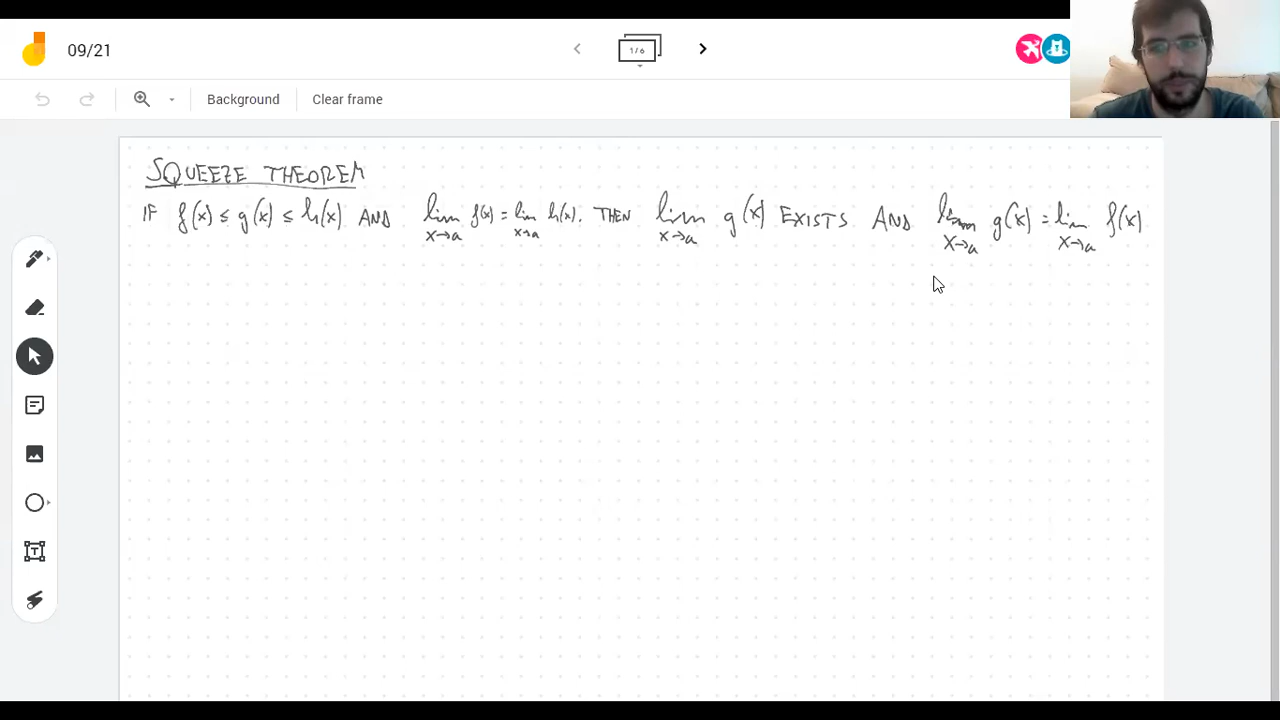 09/21
1/6
Background
Clear frame
SQUEEZE THEOREM
IF f(x) ≤ g(x) ≤ h(x) AND lim x→a f(x) = lim x→a h(x). THEN lim x→a g(x) EXISTS AND lim x→a g(x) = lim x→a f(x)